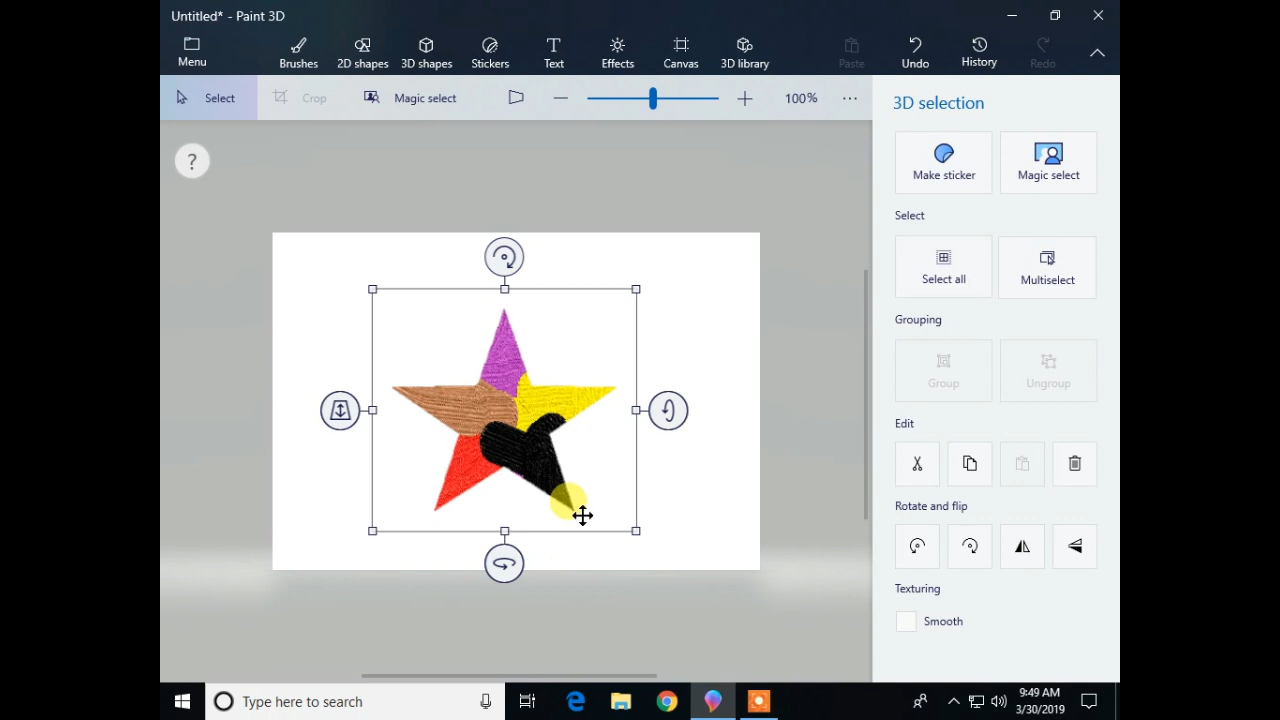 Untitled* - Paint 3D
Menu
Brushes
2D shapes
3D shapes
Stickers
Text
Effects
Canvas
3D library
Paste
Undo
History
Redo
Select
Crop
Magic select
100%
?
3D selection
Make sticker
Magic select
Select
Select all
Multiselect
Grouping
Group
Ungroup
Edit
Rotate and flip
Texturing
Smooth
Type here to search
9:49 AM
3/30/2019